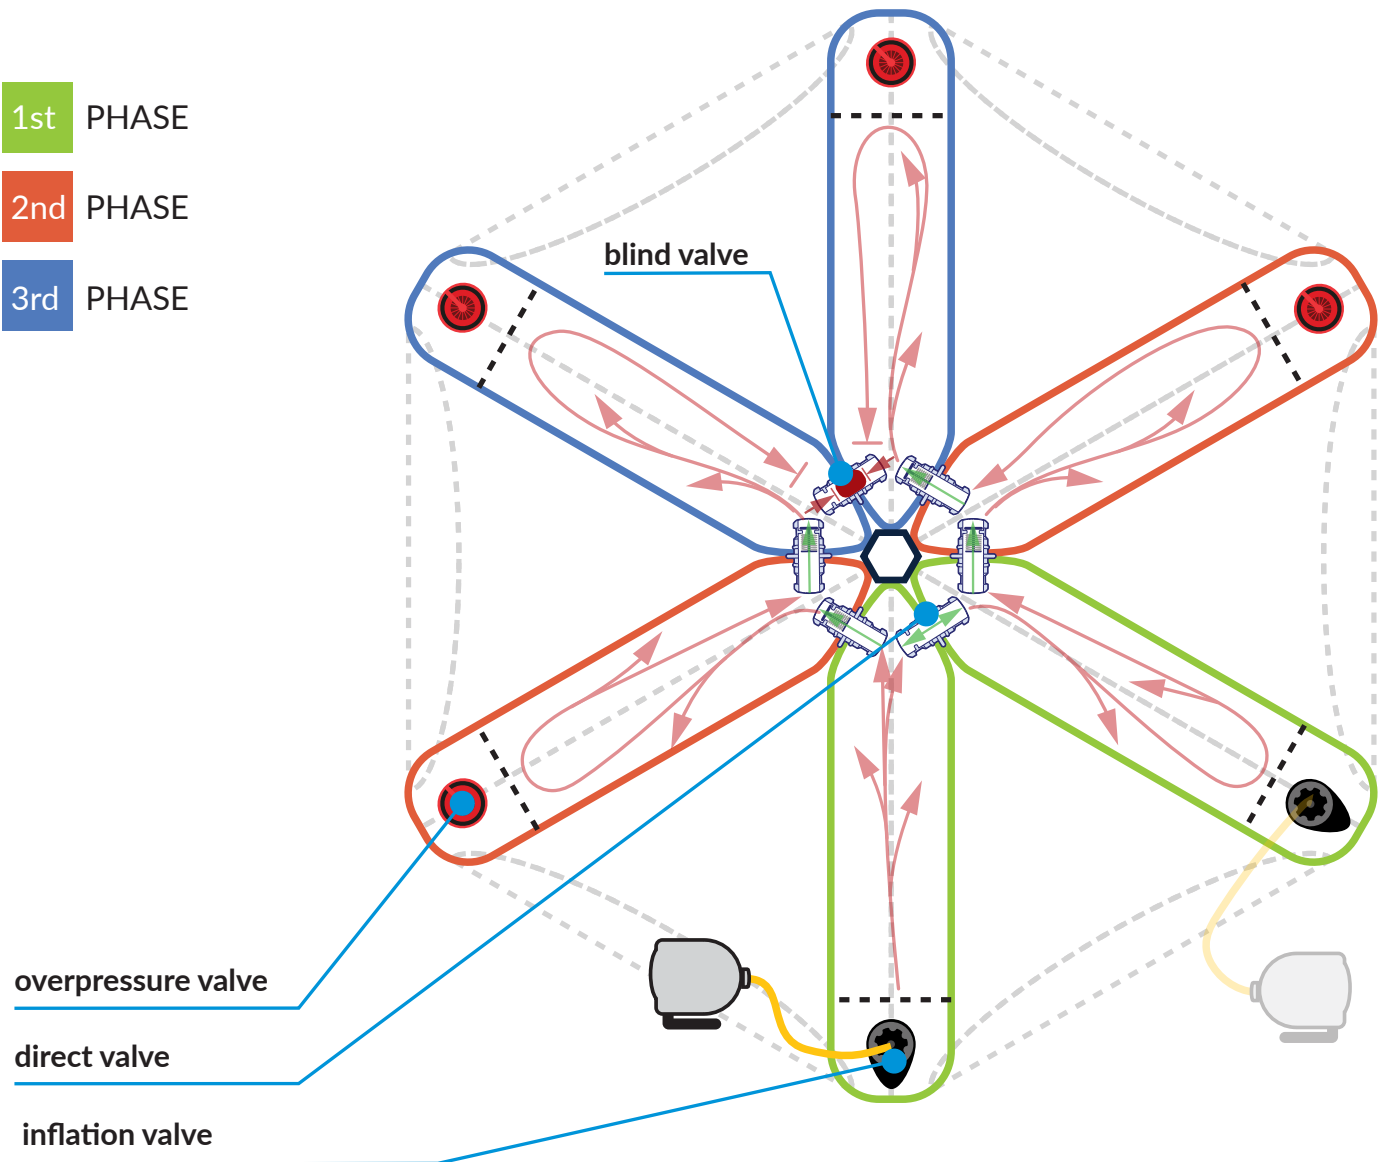 1st PHASE
2nd PHASE
3rd PHASE
blind valve
overpressure valve
direct valve
inflation valve